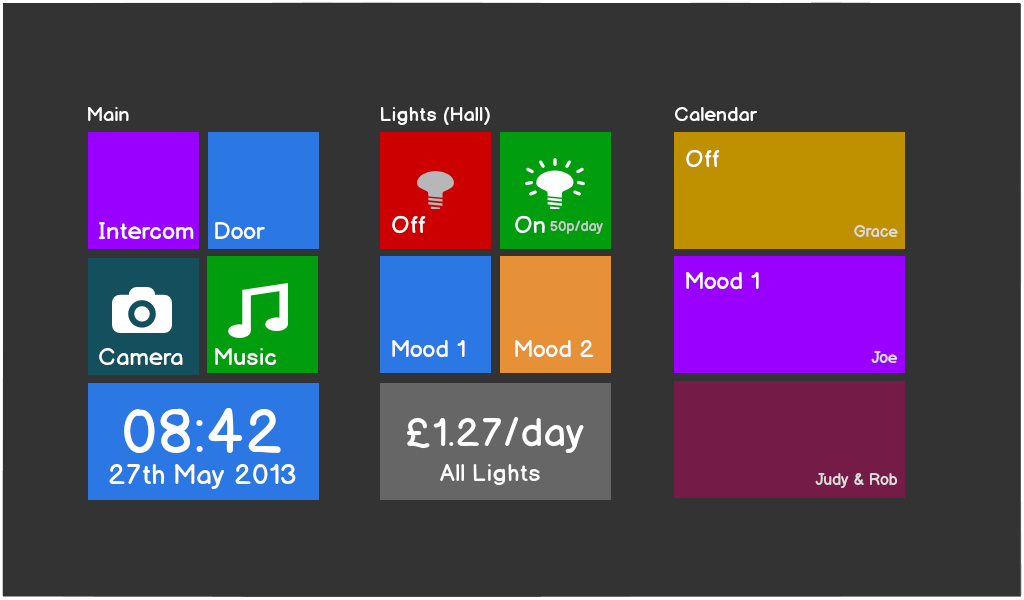 Main
Intercom
Door
Camera
Music
08:42
27th May 2013
Lights (Hall)
Off
On 50p/day
Mood 1
Mood 2
£1.27/day
All Lights
Calendar
Off
Grace
Mood 1
Joe
Judy & Rob